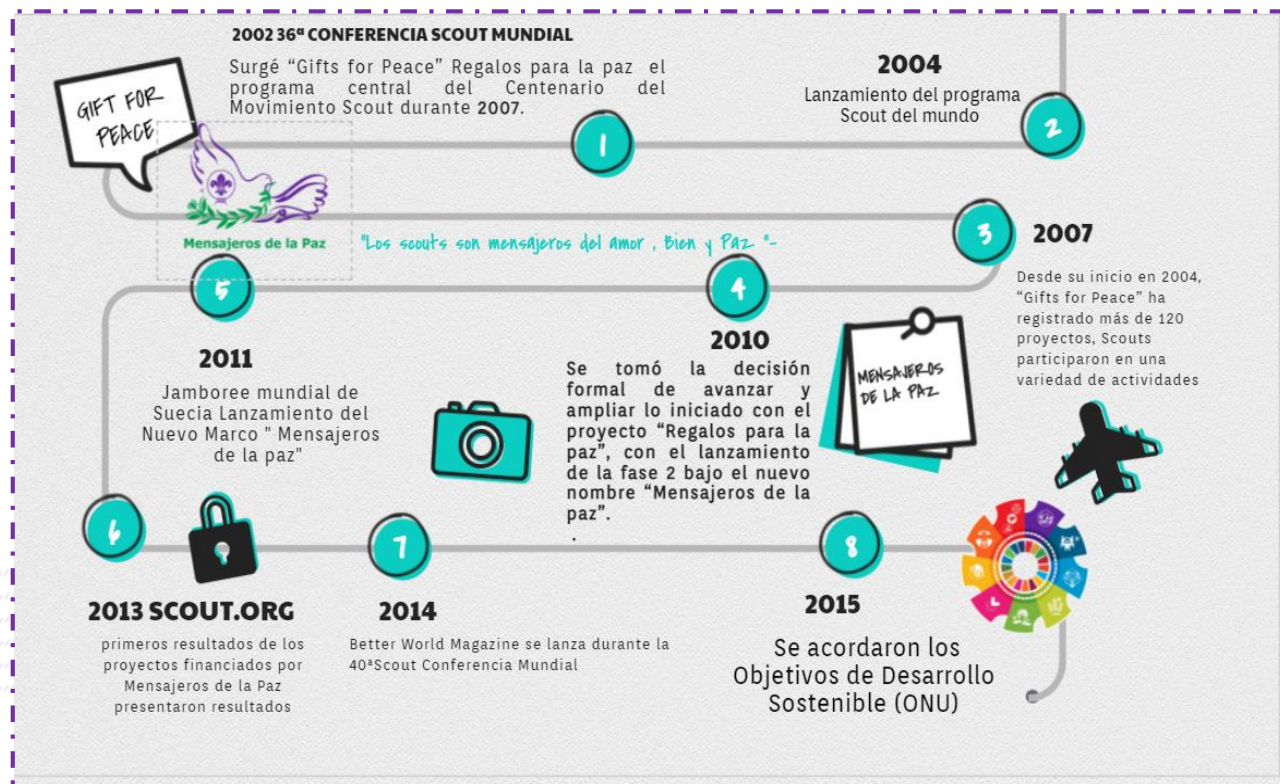 2002 36ª CONFERENCIA SCOUT MUNDIAL
Surgé “Gifts for Peace” Regalos para la paz el
programa central del Centenario del
Movimiento Scout durante 2007.
GIFT FOR
PEACE
1
2004
Lanzamiento del programa
Scout del mundo
2
Mensajeros de la Paz
"Los scouts son mensajeros del amor , Bien y Paz "-
3
2007
Desde su inicio en 2004,
“Gifts for Peace” ha
registrado más de 120
proyectos, Scouts
participaron en una
variedad de actividades
4
2010
Se tomó la decisión
formal de avanzar y
ampliar lo iniciado con el
proyecto “Regalos para la
paz”, con el lanzamiento
de la fase 2 bajo el nuevo
nombre “Mensajeros de la
paz”.
.
MENSAJEROS
DE LA PAZ
5
2011
Jamboree mundial de
Suecia Lanzamiento del
Nuevo Marco " Mensajeros
de la paz"
6
2013 SCOUT.ORG
primeros resultados de los
proyectos financiados por
Mensajeros de la Paz
presentaron resultados
7
2014
Better World Magazine se lanza durante la
40ªScout Conferencia Mundial
8
2015
Se acordaron los
Objetivos de Desarrollo
Sostenible (ONU)